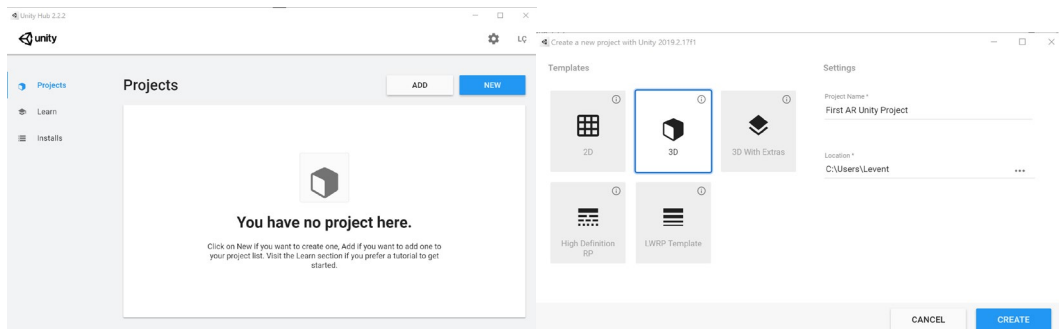 Unity Hub 2.2.2
unity
LÇ
Projects
Learn
Installs
Projects
ADD
NEW
You have no project here.
Click on New if you want to create one, Add if you want to add one to
your project list. Visit the Learn section if you prefer a tutorial to get
started.
Create a new project with Unity 2019.2.17f1
Templates
2D
3D
3D With Extras
High Definition
RP
LWRP Template
Settings
Project Name *
First AR Unity Project
Location *
C:\Users\Levent
CANCEL
CREATE